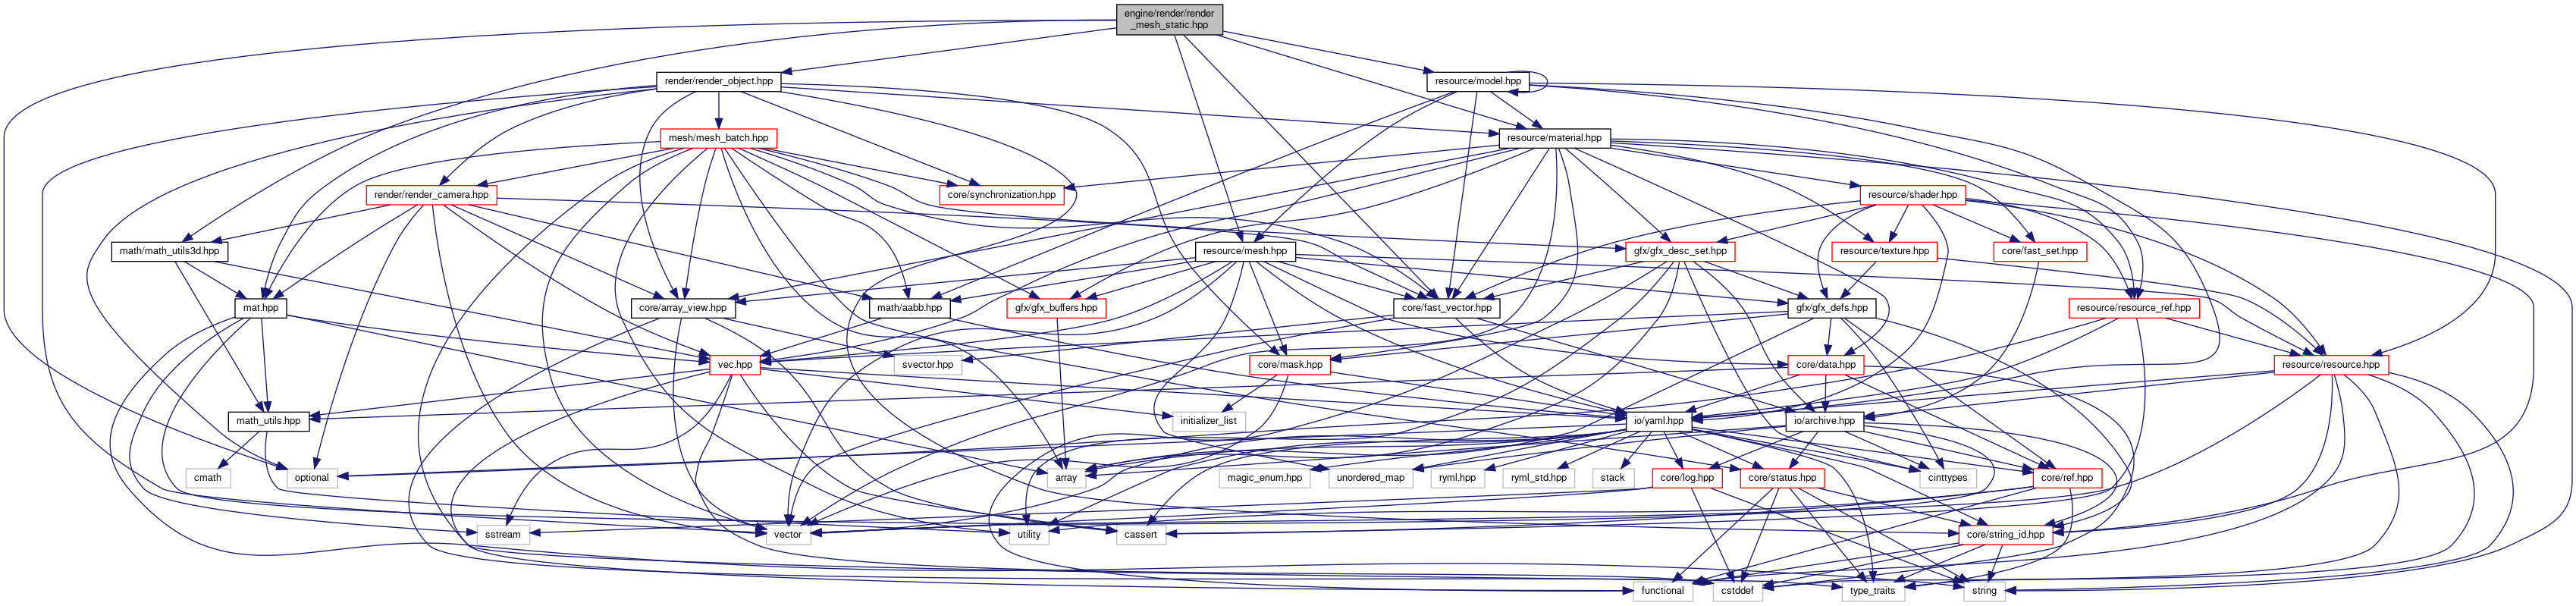 engine/render/render
_mesh_static.hpp
render/render_object.hpp
resource/model.hpp
mesh/mesh_batch.hpp
resource/material.hpp
render/render_camera.hpp
core/synchronization.hpp
resource/shader.hpp
math/math_utils3d.hpp
resource/mesh.hpp
gfx/gfx_desc_set.hpp
resource/texture.hpp
core/fast_set.hpp
mat.hpp
core/array_view.hpp
math/aabb.hpp
gfx/gfx_buffers.hpp
core/fast_vector.hpp
gfx/gfx_defs.hpp
resource/resource_ref.hpp
vec.hpp
svector.hpp
core/mask.hpp
core/data.hpp
resource/resource.hpp
math_utils.hpp
initializer_list
io/yaml.hpp
io/archive.hpp
cmath
optional
array
magic_enum.hpp
unordered_map
ryml.hpp
ryml_std.hpp
stack
core/log.hpp
core/status.hpp
cinttypes
core/ref.hpp
sstream
vector
utility
cassert
core/string_id.hpp
functional
cstddef
type_traits
string